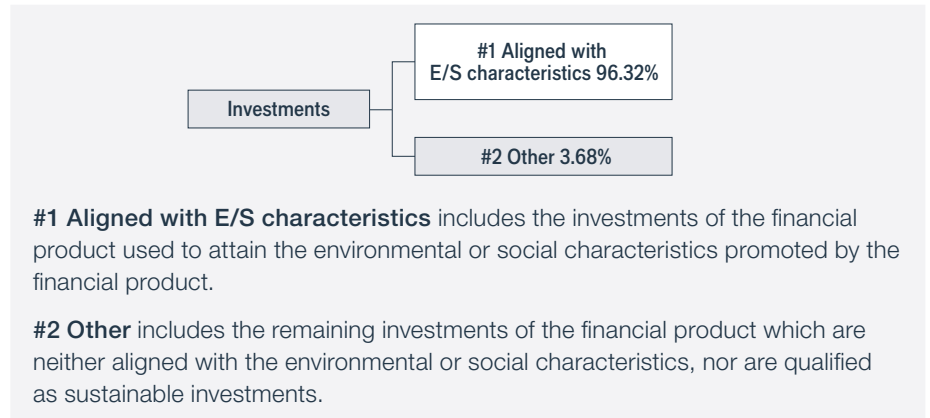 #1 Aligned with
E/S characteristics 96.32%
Investments
#2 Other 3.68%
#1 Aligned with E/S characteristics includes the investments of the financial
product used to attain the environmental or social characteristics promoted by the
financial product.
#2 Other includes the remaining investments of the financial product which are
neither aligned with the environmental or social characteristics, nor are qualified
as sustainable investments.